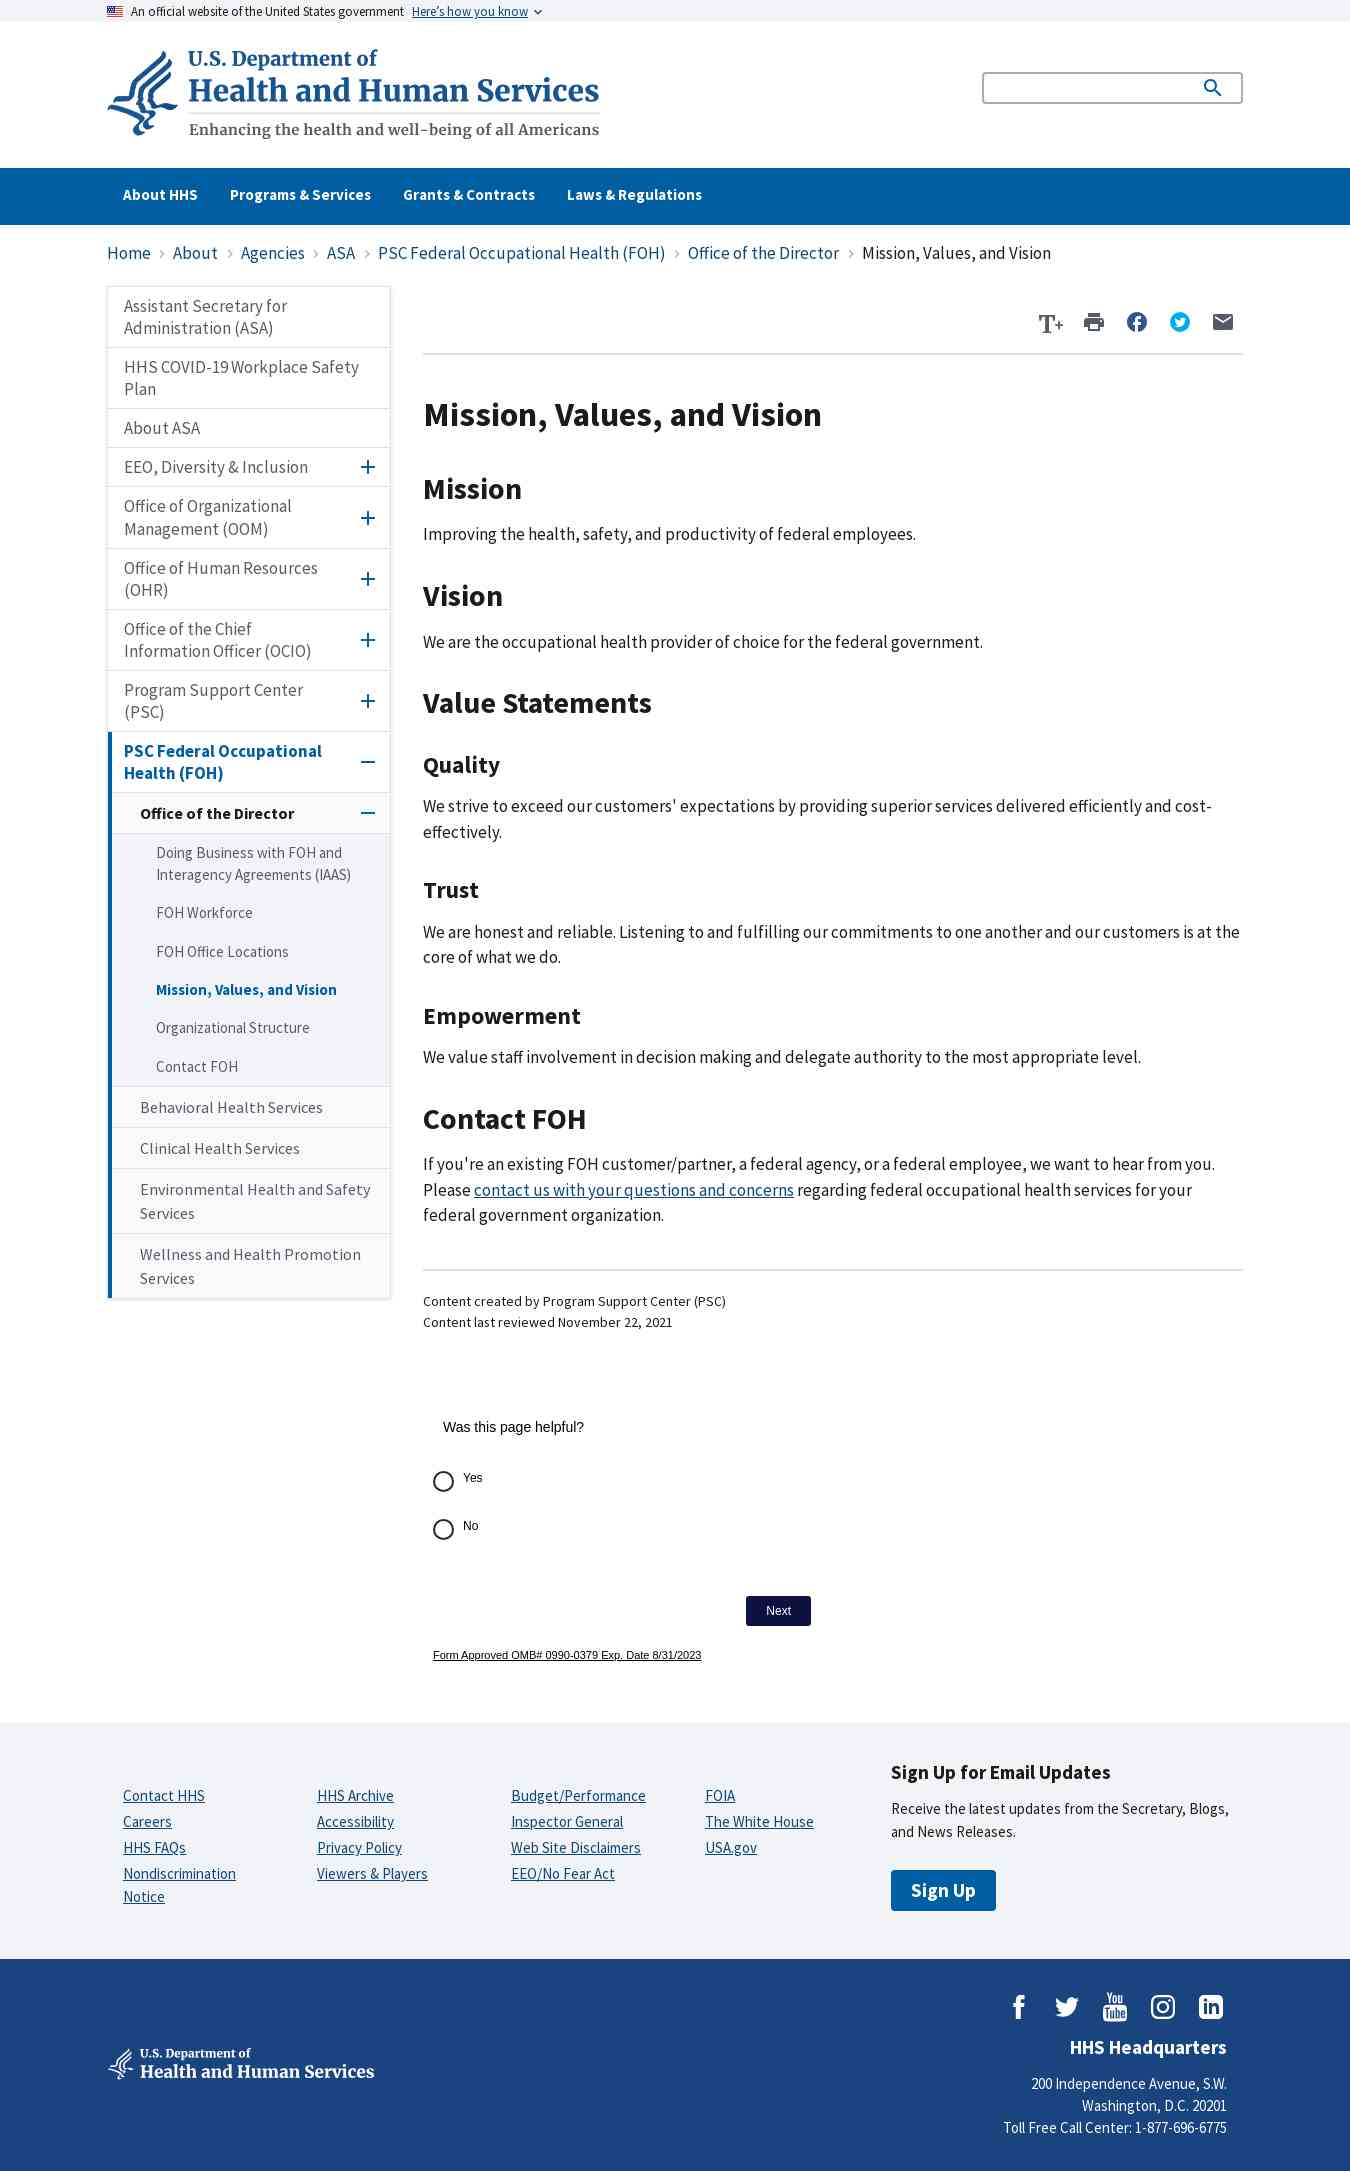 An official website of the United States government Here’s how you know
U.S. Department of
Health and Human Services
Enhancing the health and well-being of all Americans
About HHS Programs & Services Grants & Contracts Laws & Regulations
Home About Agencies ASA PSC Federal Occupational Health (FOH) Office of the Director Mission, Values, and Vision
Assistant Secretary for
Administration (ASA)
HHS COVID-19 Workplace Safety
Plan
About ASA
EEO, Diversity & Inclusion
Office of Organizational
Management (OOM)
Office of Human Resources
(OHR)
Office of the Chief
Information Officer (OCIO)
Program Support Center
(PSC)
PSC Federal Occupational
Health (FOH)
Office of the Director
Doing Business with FOH and
Interagency Agreements (IAAS)
FOH Workforce
FOH Office Locations
Mission, Values, and Vision
Organizational Structure
Contact FOH
Behavioral Health Services
Clinical Health Services
Environmental Health and Safety
Services
Wellness and Health Promotion
Services
T+
Mission, Values, and Vision
Mission
Improving the health, safety, and productivity of federal employees.
Vision
We are the occupational health provider of choice for the federal government.
Value Statements
Quality
We strive to exceed our customers' expectations by providing superior services delivered efficiently and cost-
effectively.
Trust
We are honest and reliable. Listening to and fulfilling our commitments to one another and our customers is at the
core of what we do.
Empowerment
We value staff involvement in decision making and delegate authority to the most appropriate level.
Contact FOH
If you're an existing FOH customer/partner, a federal agency, or a federal employee, we want to hear from you.
Please contact us with your questions and concerns regarding federal occupational health services for your
federal government organization.
Content created by Program Support Center (PSC)
Content last reviewed November 22, 2021
Was this page helpful?
Yes
No
Next
Form Approved OMB# 0990-0379 Exp. Date 8/31/2023
Contact HHS
Careers
HHS FAQs
Nondiscrimination
Notice
HHS Archive
Accessibility
Privacy Policy
Viewers & Players
Budget/Performance
Inspector General
Web Site Disclaimers
EEO/No Fear Act
FOIA
The White House
USA.gov
Sign Up for Email Updates
Receive the latest updates from the Secretary, Blogs,
and News Releases.
Sign Up
You
Tube
in
U.S. Department of
Health and Human Services
HHS Headquarters
200 Independence Avenue, S.W.
Washington, D.C. 20201
Toll Free Call Center: 1-877-696-6775